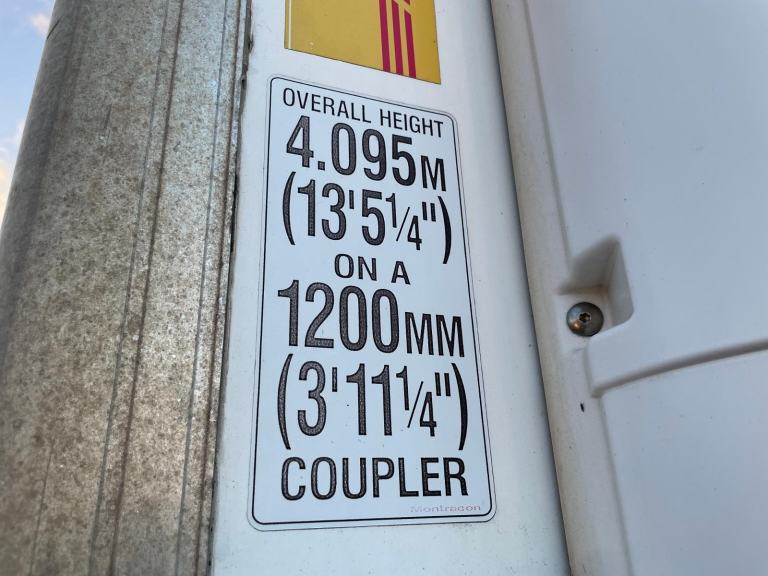 OVERALL HEIGHT
4.095M
(13'5¼")
ON A
1200MM
(3'11¼")
COUPLER
Montracon